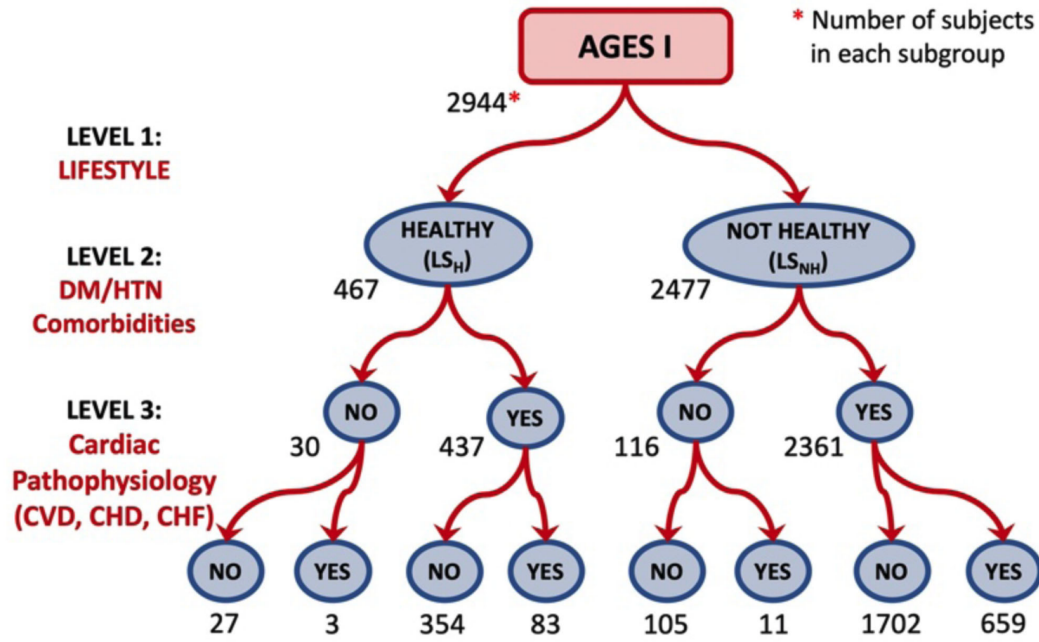 AGES I
* Number of subjects
in each subgroup
2944*
LEVEL 1:
LIFESTYLE
HEALTHY
(LSH)
NOT HEALTHY
(LSNH)
LEVEL 2:
DM/HTN
Comorbidities
467
2477
LEVEL 3:
Cardiac
Pathophysiology
(CVD, CHD, CHF)
NO
YES
NO
YES
30
437
116
2361
NO
YES
NO
YES
NO
YES
NO
YES
27
3
354
83
105
11
1702
659